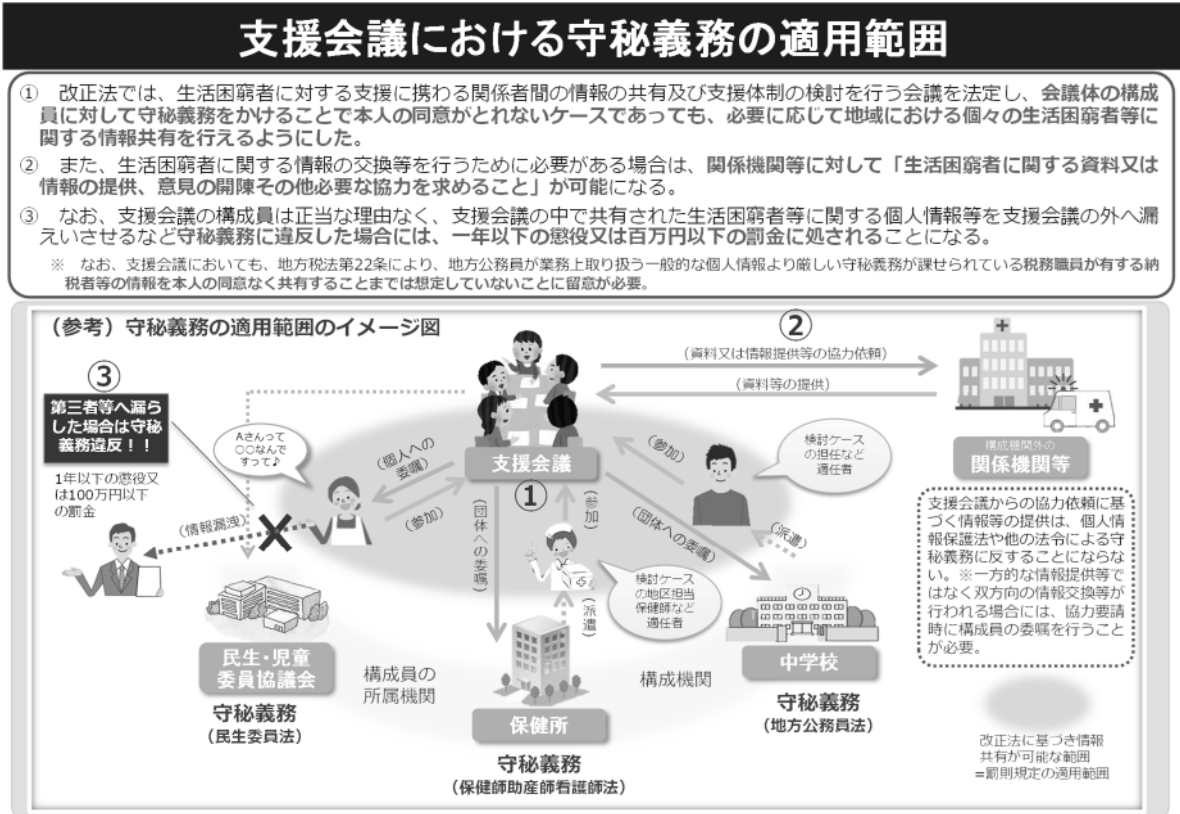 支援会議における守秘義務の適用範囲
① 改正法では、生活困窮者に対する支援に携わる関係者間の情報の共有及び支援体制の検討を行う会議を法定し、会議体の構成
員に対して守秘義務をかけることで本人の同意がとれないケースであっても、必要に応じて地域における個々の生活困窮者等に
関する情報共有を行えるようにした。
② また、生活困窮者に関する情報の交換等を行うために必要がある場合は、関係機関等に対して「生活困窮者に関する資料又は
情報の提供、意見の開陳その他必要な協力を求めること」が可能になる。
③ なお、支援会議の構成員は正当な理由なく、支援会議の中で共有された生活困窮者等に関する個人情報等を支援会議の外へ漏
えいさせるなど守秘義務に違反した場合には、一年以下の懲役又は百万円以下の罰金に処されることになる。
※ なお、支援会議においても、地方税法第22条により、地方公務員が業務上取り扱う一般的な個人情報より厳しい守秘義務が課せられている税務職員が有する納
税者等の情報を本人の同意なく共有することまでは想定していないことに留意が必要。
（参考）守秘義務の適用範囲のイメージ図
②
（資料又は情報提供等の協力依頼）
（資料等の提供）
③
第三者等へ漏ら
した場合は守秘
義務違反！！
1年以下の懲役又
は100万円以下
の罰金
Aさんって
○○なんで
すって♪
（個人への
委嘱）
（参加）
（情報漏洩）
支援会議
①
（参加）
検討ケース
の担任など
適任者
構成機関外の
関係機関等
（団体への委嘱）
（参加）
（団体への委嘱）
（派遣）
（派遣）
検討ケース
の地区担当
保健師など
適任者
支援会議からの協力依頼に基
づく情報等の提供は、個人情
報保護法や他の法令による守
秘義務に反することにならな
い。※一方的な情報提供等で
はなく双方向の情報交換等が
行われる場合には、協力要請
時に構成員の委嘱を行うこと
が必要。
民生・児童
委員協議会
守秘義務
（民生委員法）
構成員の
所属機関
保健所
守秘義務
（保健師助産師看護師法）
構成機関
中学校
守秘義務
（地方公務員法）
改正法に基づき情報
共有が可能な範囲
=罰則規定の適用範囲